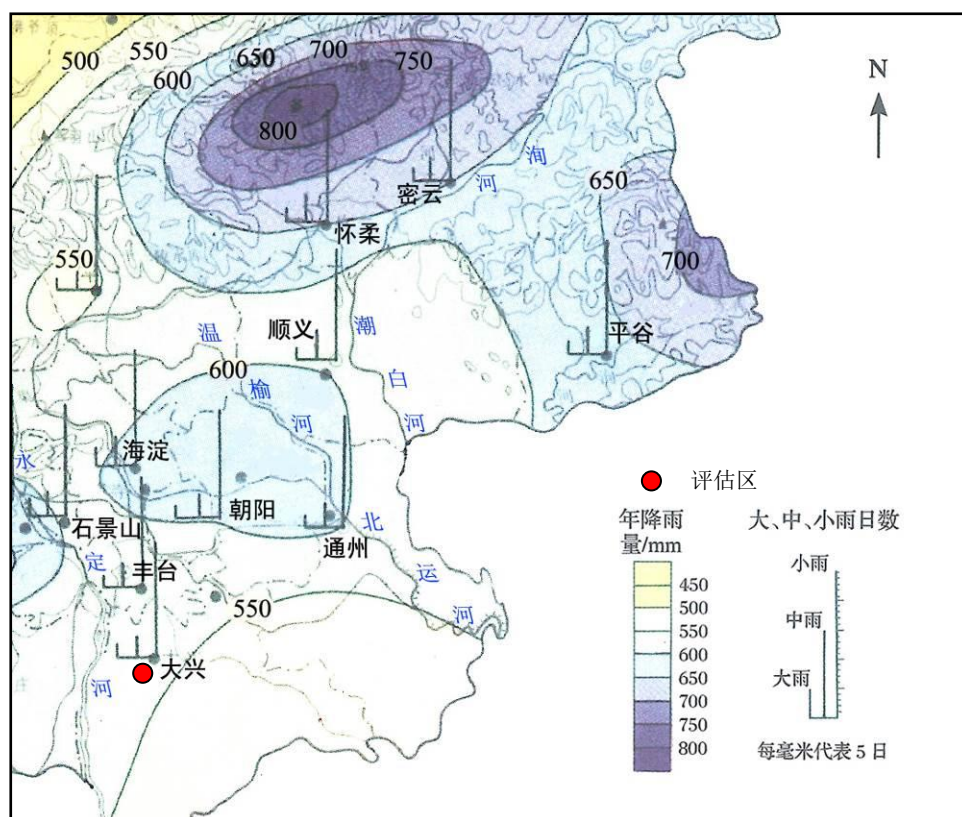 500
550
600
650
700
750
800
N
洵
河
密云
怀柔
650
700
550
平谷
顺义
温
榆
河
潮
白
河
600
海淀
永
定
河
石景山
朝阳
通州
北
运
河
丰台
550
大兴
评估区
年降雨
量/mm
450
500
550
600
650
700
750
800
大、中、小雨日数
小雨
中雨
大雨
每毫米代表 5 日